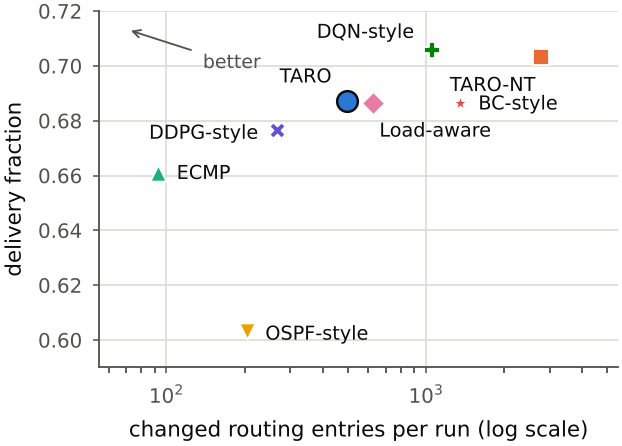 0.72
0.70
0.68
0.66
0.64
0.62
0.60
delivery fraction
better
DQN-style
TARO
TARO-NT
BC-style
Load-aware
DDPG-style
ECMP
OSPF-style
10²
10³
changed routing entries per run (log scale)